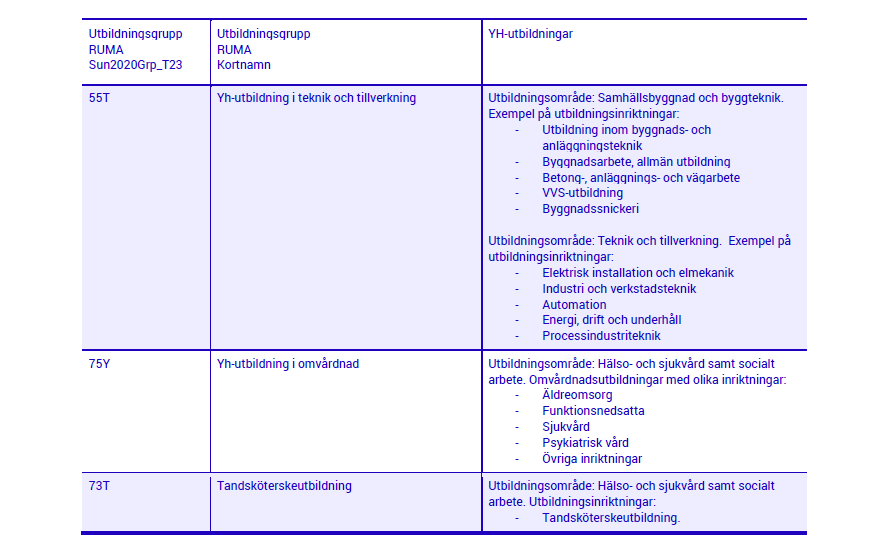 Utbildningsgrupp
RUMA
Sun2020Grp_T23
Utbildningsgrupp
RUMA
Kortnamn
YH-utbildningar
55T
Yh-utbildning i teknik och tillverkning
Utbildningsområde: Samhällsbyggnad och byggteknik.
Exempel på utbildningsinriktningar:
- Utbildning inom byggnads- och
anläggningsteknik
- Byggnadsarbete, allmän utbildning
- Betong-, anläggnings- och vägarbete
- VVS-utbildning
- Byggnadssnickeri
Utbildningsområde: Teknik och tillverkning. Exempel på
utbildningsinriktningar:
- Elektrisk installation och elmekanik
- Industri och verkstadsteknik
- Automation
- Energi, drift och underhåll
- Processindustriteknik
75Y
Yh-utbildning i omvårdnad
Utbildningsområde: Hälso- och sjukvård samt socialt
arbete. Omvårdnadsutbildningar med olika inriktningar:
- Äldreomsorg
- Funktionsnedsatta
- Sjukvård
- Psykiatrisk vård
- Övriga inriktningar
73T
Tandsköterskeutbildning
Utbildningsområde: Hälso- och sjukvård samt socialt
arbete. Utbildningsinriktningar:
- Tandsköterskeutbildning.